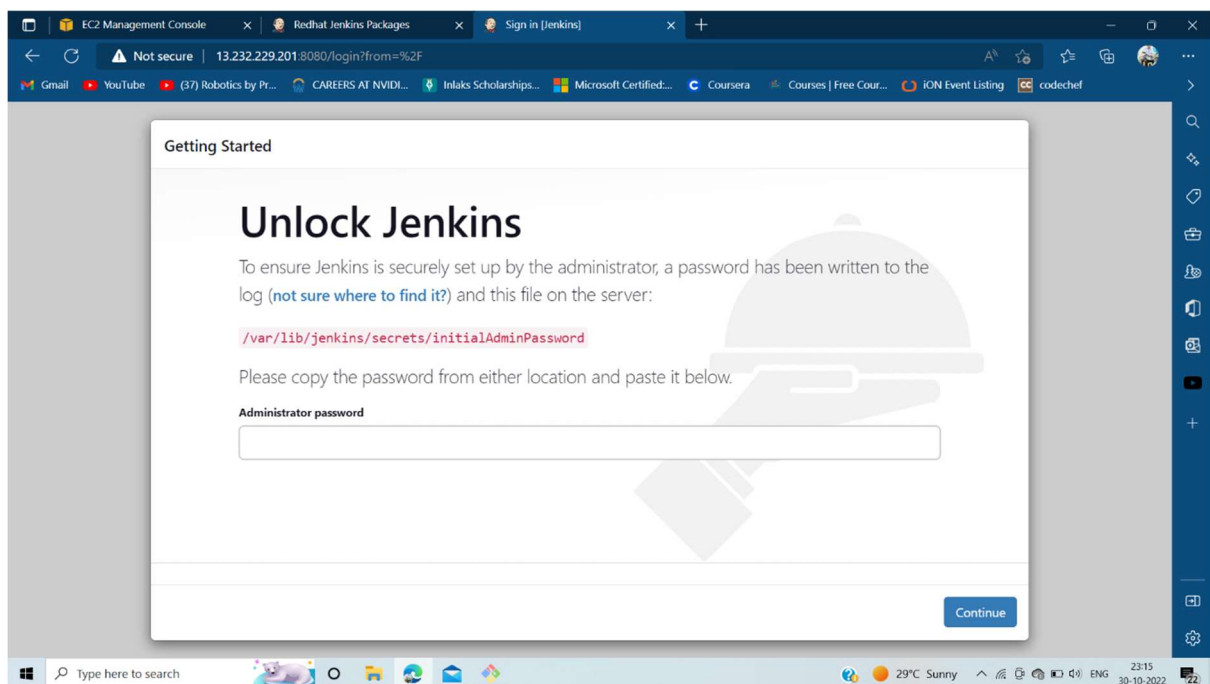 EC2 Management Console
Redhat Jenkins Packages
Sign in [Jenkins]
Not secure | 13.232.229.201:8080/login?from=%2F
Gmail YouTube (37) Robotics by Pr... CAREERS AT NVIDI... Inlaks Scholarships... Microsoft Certified:... Coursera Courses | Free Cour... iON Event Listing codechef
Getting Started
Unlock Jenkins
To ensure Jenkins is securely set up by the administrator, a password has been written to the
log (not sure where to find it?) and this file on the server:
/var/lib/jenkins/secrets/initialAdminPassword
Please copy the password from either location and paste it below.
Administrator password
Continue
Type here to search
29°C Sunny
ENG
23:15
30-10-2022
22